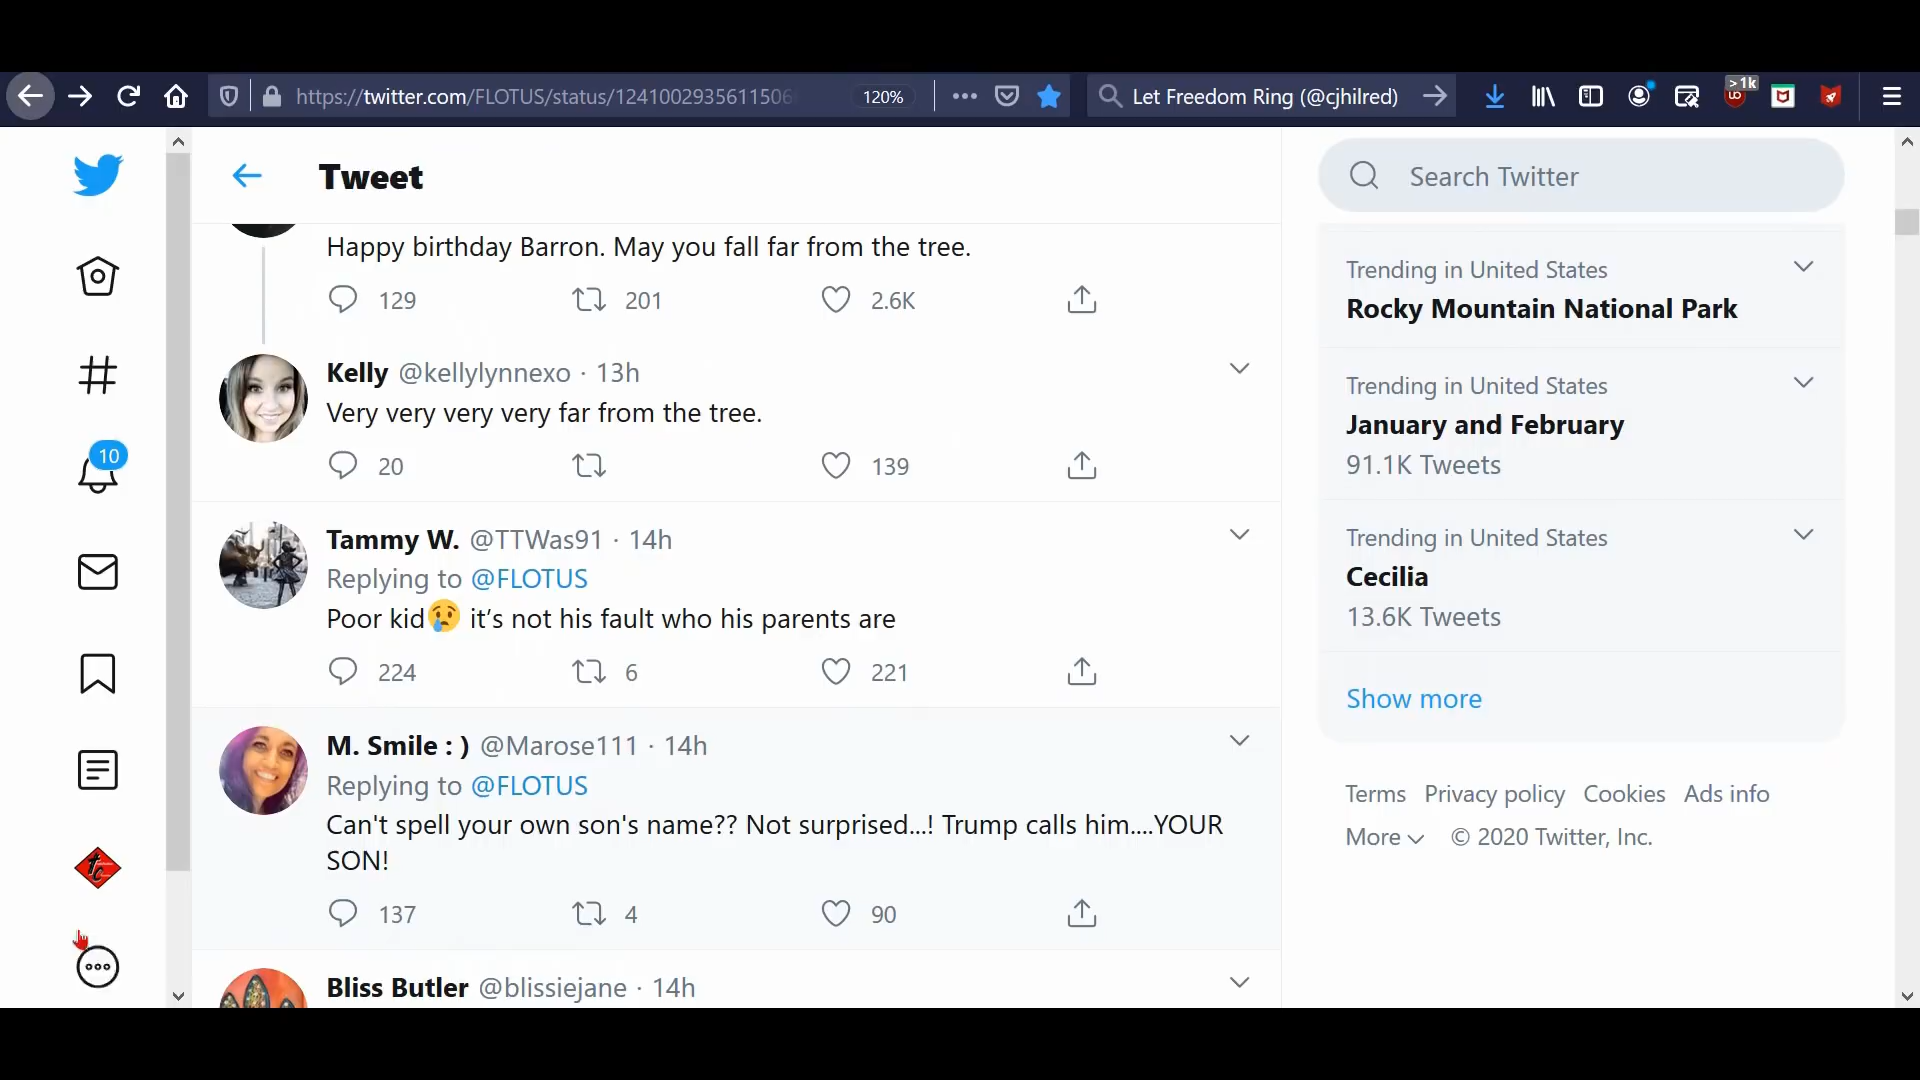 https://twitter.com/FLOTUS/status/124100293561150
120%
Let Freedom Ring (@cjhilred)
>1k
Tweet
Search Twitter
Happy birthday Barron. May you fall far from the tree.
129 201 2.6K
Kelly @kellylynnexo · 13h
Very very very very far from the tree.
20 139
Tammy W. @TTWas91 · 14h
Replying to @FLOTUS
Poor kid😢 it's not his fault who his parents are
224 6 221
10
M. Smile : ) @Marose111 · 14h
Replying to @FLOTUS
Can't spell your own son's name?? Not surprised...! Trump calls him....YOUR
SON!
137 4 90
Bliss Butler @blissiejane · 14h
tc
Trending in United States
Rocky Mountain National Park
Trending in United States
January and February
91.1K Tweets
Trending in United States
Cecilia
13.6K Tweets
Show more
Terms Privacy policy Cookies Ads info
More © 2020 Twitter, Inc.